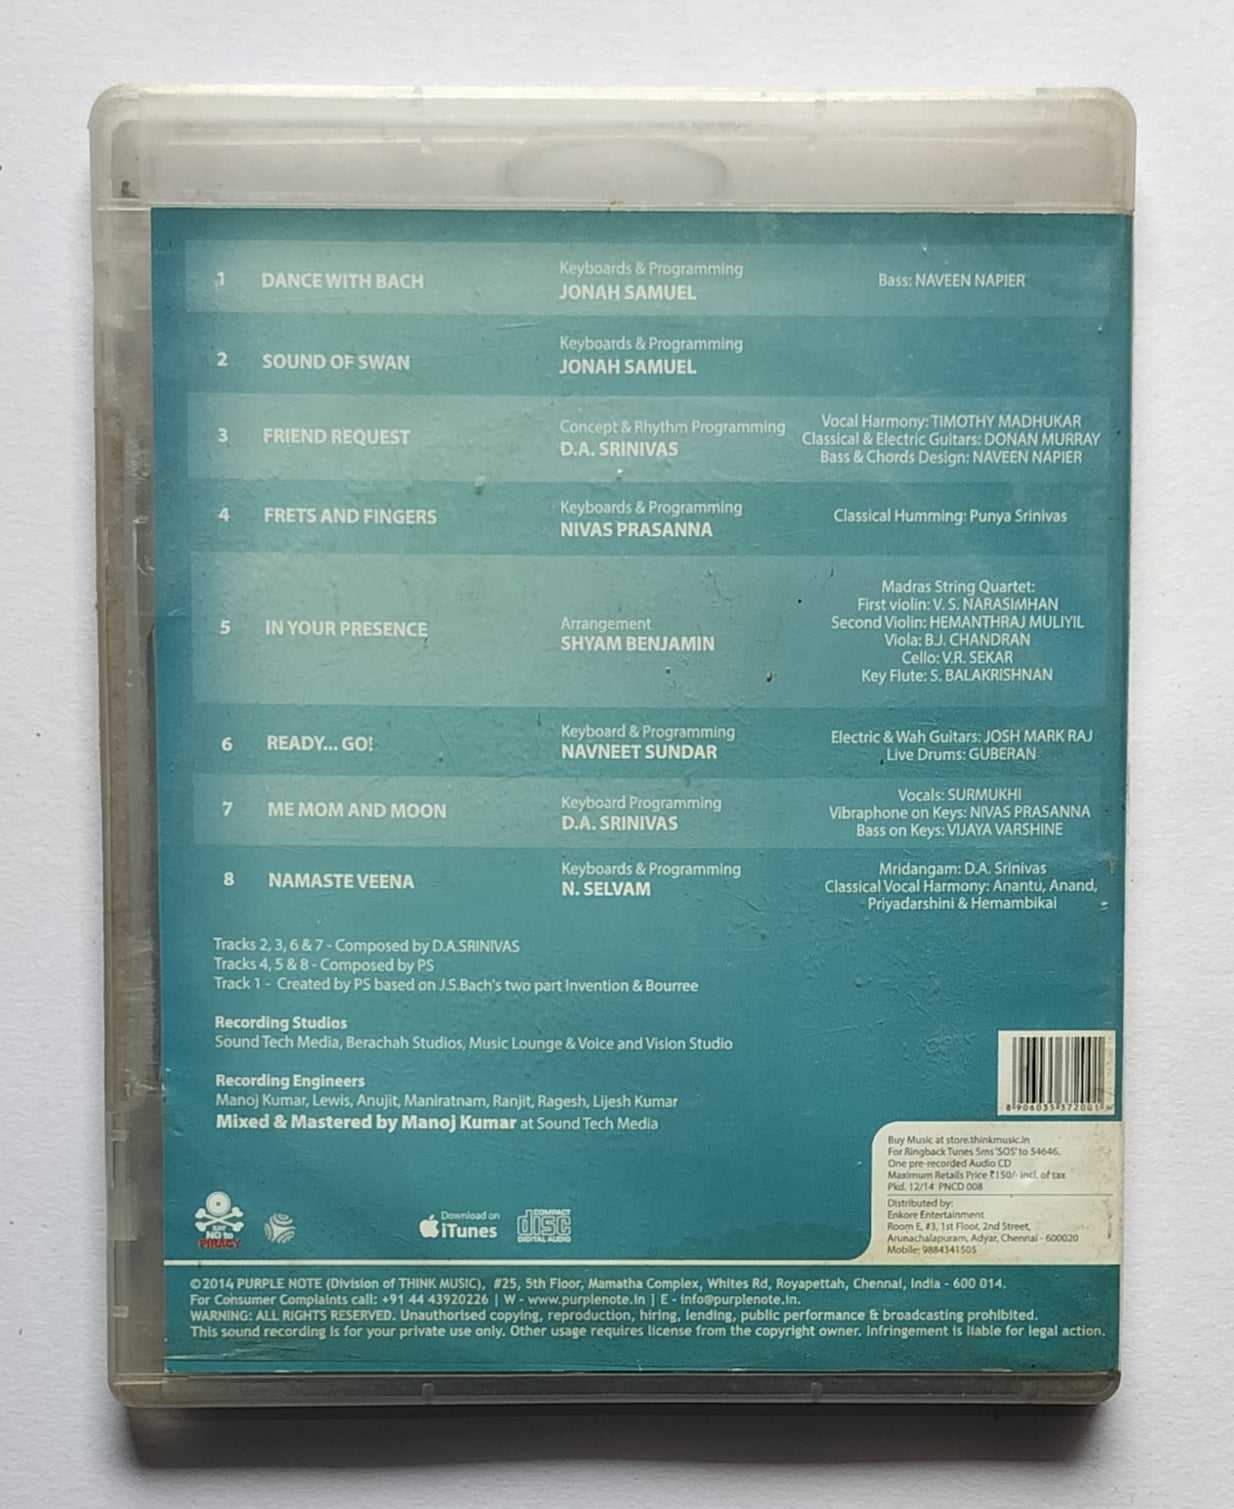 1 DANCE WITH BACH Keyboards & Programming Bass: NAVEEN NAPIER
JONAH SAMUEL
2 SOUND OF SWAN Keyboards & Programming
JONAH SAMUEL
3 FRIEND REQUEST Concept & Rhythm Programming
D.A. SRINIVAS
Vocal Harmony: TIMOTHY MADHUKAR
Classical & Electric Guitars: DONAN MURRAY
Bass & Chords Design: NAVEEN NAPIER
4 FRETS AND FINGERS Keyboards & Programming
NIVAS PRASANNA
Classical Humming: Punya Srinivas
5 IN YOUR PRESENCE Arrangement
SHYAM BENJAMIN
Madras String Quartet:
First violin: V. S. NARASIMHAN
Second Violin: HEMANTHRAJ MULIYIL
Viola: B.J. CHANDRAN
Cello: V.R. SEKAR
Key Flute: S. BALAKRISHNAN
6 READY... GO! Keyboard & Programming
NAVNEET SUNDAR
Electric & Wah Guitars: JOSH MARK RAJ
Live Drums: GUBERAN
7 ME MOM AND MOON Keyboard Programming
D.A. SRINIVAS
Vocals: SURMUKHI
Vibraphone on Keys: NIVAS PRASANNA
Bass on Keys: VIJAYA VARSHINE
8 NAMASTE VEENA Keyboards & Programming
N. SELVAM
Mridangam: D.A. Srinivas
Classical Vocal Harmony: Anantu, Anand,
Priyadarshini & Hemambikai
Tracks 2, 3, 6 & 7 - Composed by D.A.SRINIVAS
Tracks 4, 5 & 8 - Composed by PS
Track 1 - Created by PS based on J.S.Bach's two part Invention & Bourree
Recording Studios
Sound Tech Media, Berachah Studios, Music Lounge & Voice and Vision Studio
Recording Engineers
Manoj Kumar, Lewis, Anujit, Maniratnam, Ranjit, Ragesh, Lijesh Kumar
Mixed & Mastered by Manoj Kumar at Sound Tech Media
SAY
NO to
PIRACY
Download on
iTunes
COMPACT
disc
DIGITAL AUDIO
Buy Music at store.thinkmusic.in
For Ringback Tunes Sms 'SOS' to 54646.
One pre-recorded Audio CD
Maximum Retails Price ₹150/- incl. of tax
Pkd. 12/14 PNCD 008
Distributed by:
Enkore Entertainment
Room E, #3, 1st Floor, 2nd Street,
Arunachalapuram, Adyar, Chennai - 600020
Mobile: 9884341505
©2014 PURPLE NOTE (Division of THINK MUSIC), #25, 5th Floor, Mamatha Complex, Whites Rd, Royapettah, Chennai, India - 600 014.
For Consumer Complaints call: +91 44 43920226 | W - www.purplenote.in | E - info@purplenote.in.
WARNING: ALL RIGHTS RESERVED. Unauthorised copying, reproduction, hiring, lending, public performance & broadcasting prohibited.
This sound recording is for your private use only. Other usage requires license from the copyright owner. Infringement is liable for legal action.